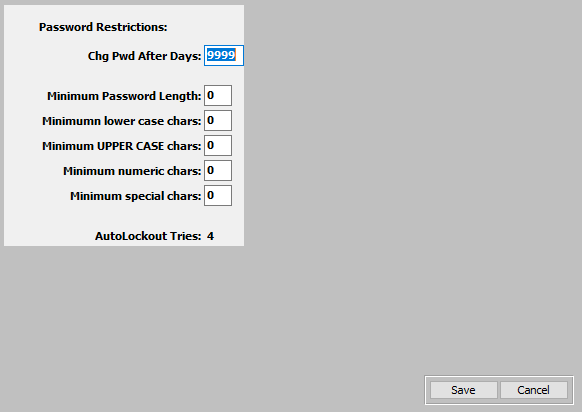 Password Restrictions:
Chg Pwd After Days: 9999
Minimum Password Length: 0
Minimumn lower case chars: 0
Minimum UPPER CASE chars: 0
Minimum numeric chars: 0
Minimum special chars: 0
AutoLockout Tries: 4
Save Cancel